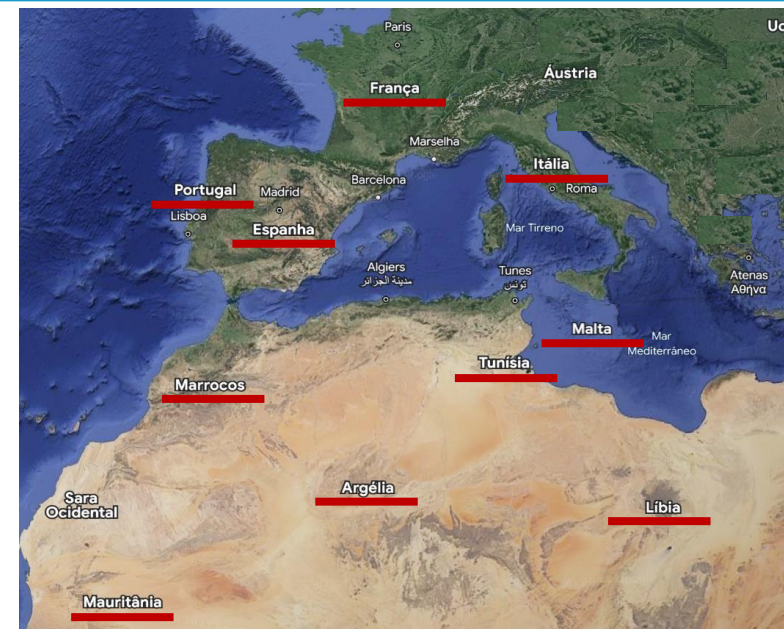 Paris
Uc
Áustria
França
Marselha
Itália
Barcelona
Roma
Portugal
Madrid
Lisboa
Espanha
Mar Tirreno
Algiers
مدينة الجزائر
Tunes
تونس
Atenas
Αθήνα
Malta
Mar
Mediterrâneo
Tunísia
Marrocos
Argélia
Sara
Ocidental
Líbia
Mauritânia